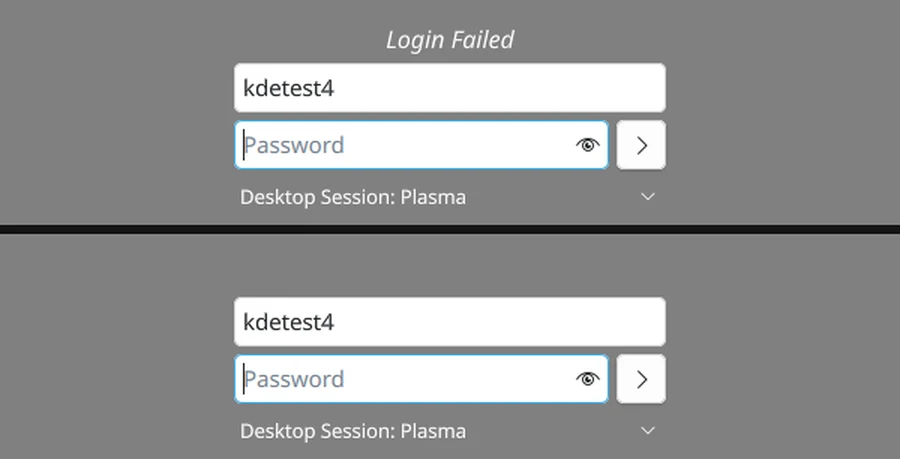 Login Failed
kdetest4
Password
Desktop Session: Plasma
kdetest4
Password
Desktop Session: Plasma